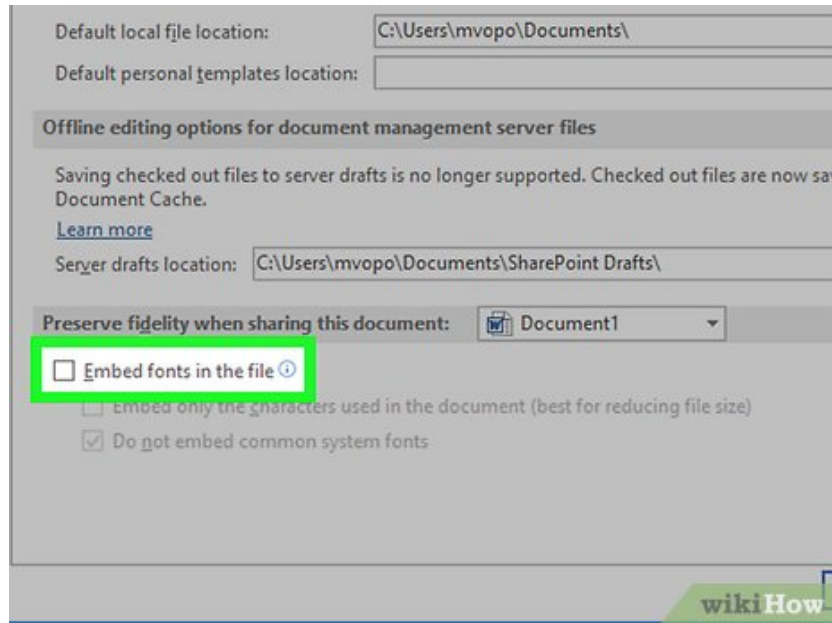 Default local file location: C:\Users\mvopo\Documents\
Default personal templates location:
Offline editing options for document management server files
Saving checked out files to server drafts is no longer supported. Checked out files are now sa
Document Cache.
Learn more
Server drafts location: C:\Users\mvopo\Documents\SharePoint Drafts\
Preserve fidelity when sharing this document: Document1
Embed fonts in the file
Embed only the characters used in the document (best for reducing file size)
Do not embed common system fonts
wikiHow